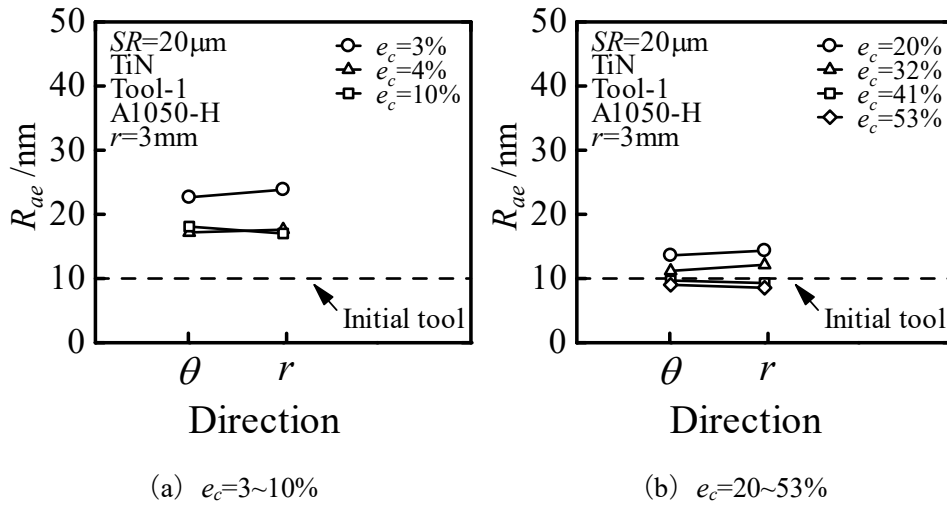 50
40
30
20
10
0
R_ae /nm
SR=20μm
TiN
Tool-1
A1050-H
r=3mm
e_c=3%
e_c=4%
e_c=10%
Initial tool
θ r
Direction
(a) e_c=3~10%
50
40
30
20
10
0
R_ae /nm
SR=20μm
TiN
Tool-1
A1050-H
r=3mm
e_c=20%
e_c=32%
e_c=41%
e_c=53%
Initial tool
θ r
Direction
(b) e_c=20~53%